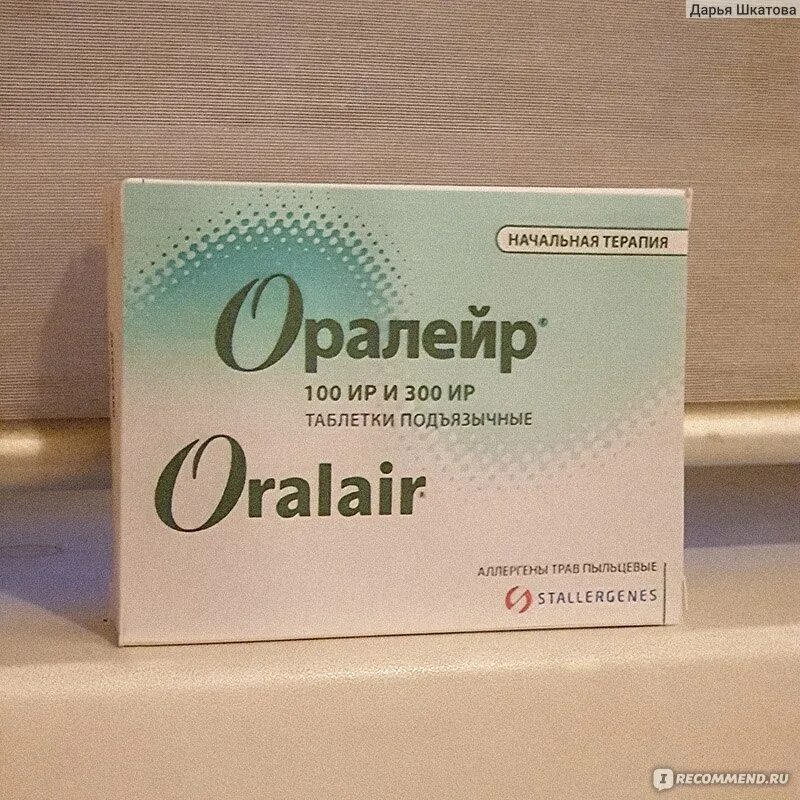 Дарья Шкатова
НАЧАЛЬНАЯ ТЕРАПИЯ
Оралейр®
100 ИР И 300 ИР
ТАБЛЕТКИ ПОДЪЯЗЫЧНЫЕ
Oralair®
АЛЛЕРГЕНЫ ТРАВ ПЫЛЬЦЕВЫЕ
STALLERGENES
IRECOMMEND.RU